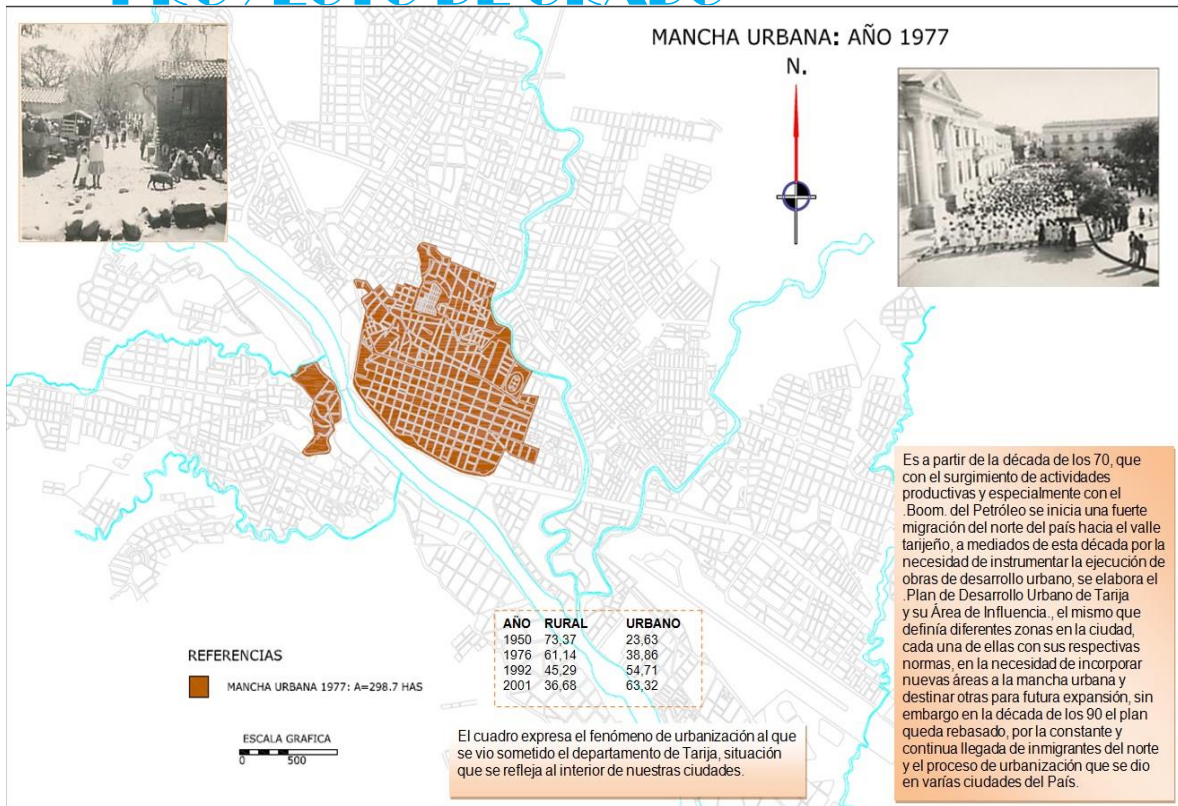 PROYECTO DE GRADO
MANCHA URBANA: AÑO 1977
N.
Es a partir de la década de los 70, que
con el surgimiento de actividades
productivas y especialmente con el
.Boom. del Petróleo se inicia una fuerte
migración del norte del país hacia el valle
tarijeño, a mediados de esta década por la
necesidad de instrumentar la ejecución de
obras de desarrollo urbano, se elabora el
.Plan de Desarrollo Urbano de Tarija
y su Área de Influencia., el mismo que
definía diferentes zonas en la ciudad,
cada una de ellas con sus respectivas
normas, en la necesidad de incorporar
nuevas áreas a la mancha urbana y
destinar otras para futura expansión, sin
embargo en la década de los 90 el plan
queda rebasado, por la constante y
continua llegada de inmigrantes del norte
y el proceso de urbanización que se dio
en varías ciudades del País.
AÑO RURAL URBANO
1950 73,37 23,63
1976 61,14 38,86
1992 45,29 54,71
2001 36,68 63,32
REFERENCIAS
MANCHA URBANA 1977: A=298.7 HAS
ESCALA GRAFICA
0 500
El cuadro expresa el fenómeno de urbanización al que
se vio sometido el departamento de Tarija, situación
que se refleja al interior de nuestras ciudades.